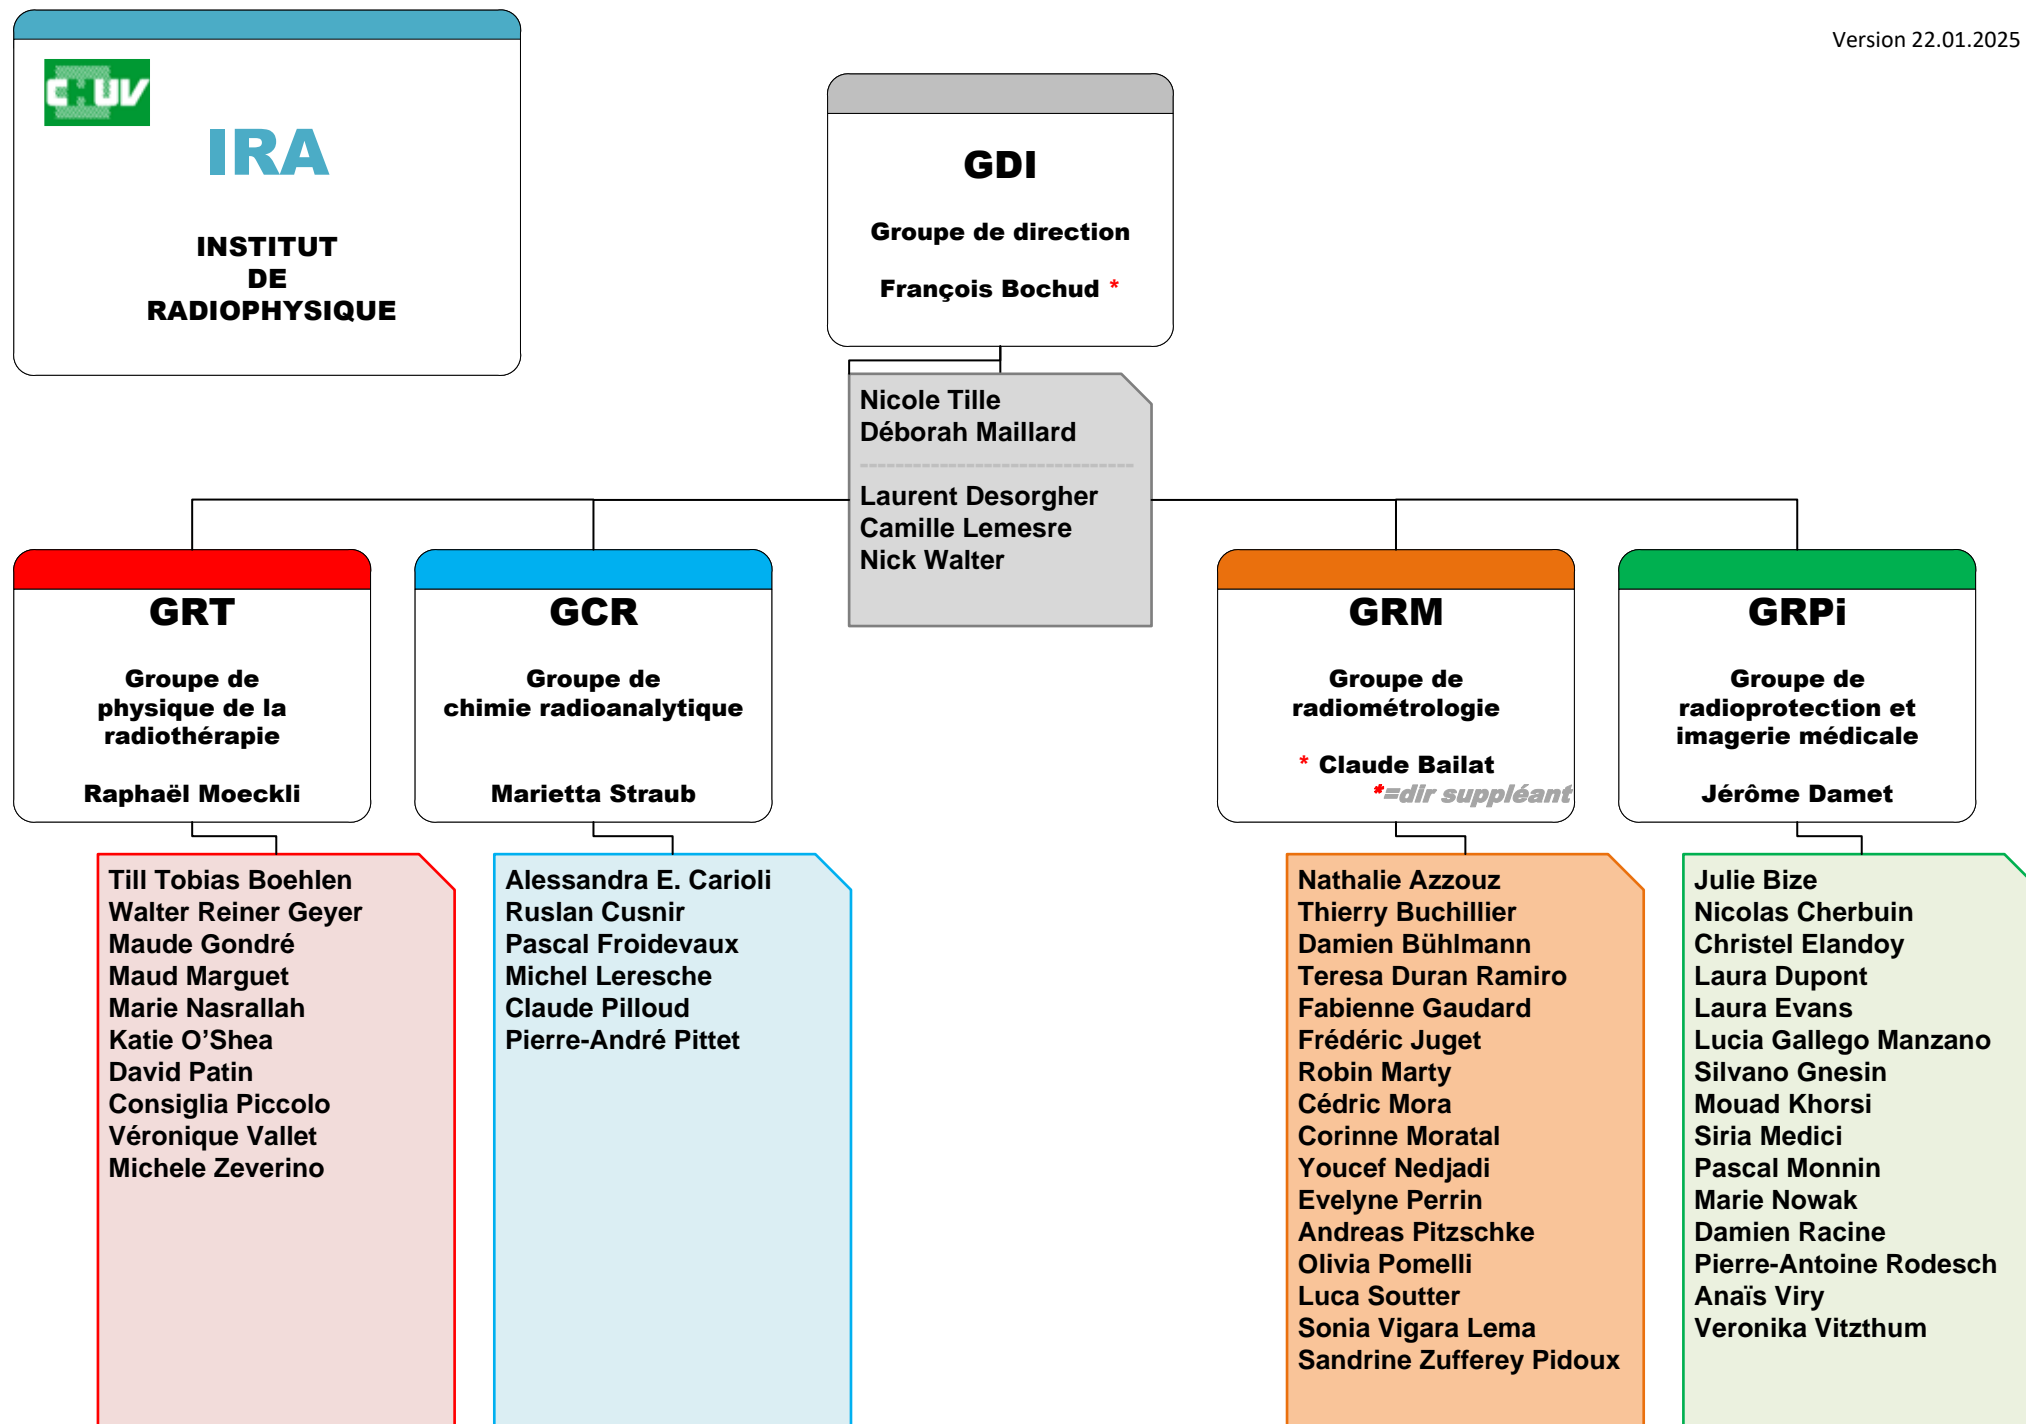 Version 22.01.2025
CHUV
IRA
INSTITUT
DE
RADIOPHYSIQUE
GDI
Groupe de direction
François Bochud *
Nicole Tille
Déborah Maillard
--------------------------------
Laurent Desorgher
Camille Lemesre
Nick Walter
GRT
Groupe de
physique de la
radiothérapie
Raphaël Moeckli
Till Tobias Boehlen
Walter Reiner Geyer
Maude Gondré
Maud Marguet
Marie Nasrallah
Katie O’Shea
David Patin
Consiglia Piccolo
Véronique Vallet
Michele Zeverino
GCR
Groupe de
chimie radioanalytique
Marietta Straub
Alessandra E. Carioli
Ruslan Cusnir
Pascal Froidevaux
Michel Leresche
Claude Pilloud
Pierre-André Pittet
GRM
Groupe de
radiométrologie
* Claude Bailat
*=dir suppléant
Nathalie Azzouz
Thierry Buchillier
Damien Bühlmann
Teresa Duran Ramiro
Fabienne Gaudard
Frédéric Juget
Robin Marty
Cédric Mora
Corinne Moratal
Youcef Nedjadi
Evelyne Perrin
Andreas Pitzschke
Olivia Pomelli
Luca Soutter
Sonia Vigara Lema
Sandrine Zufferey Pidoux
GRPi
Groupe de
radioprotection et
imagerie médicale
Jérôme Damet
Julie Bize
Nicolas Cherbuin
Christel Elandoy
Laura Dupont
Laura Evans
Lucia Gallego Manzano
Silvano Gnesin
Mouad Khorsi
Siria Medici
Pascal Monnin
Marie Nowak
Damien Racine
Pierre-Antoine Rodesch
Anaïs Viry
Veronika Vitzthum